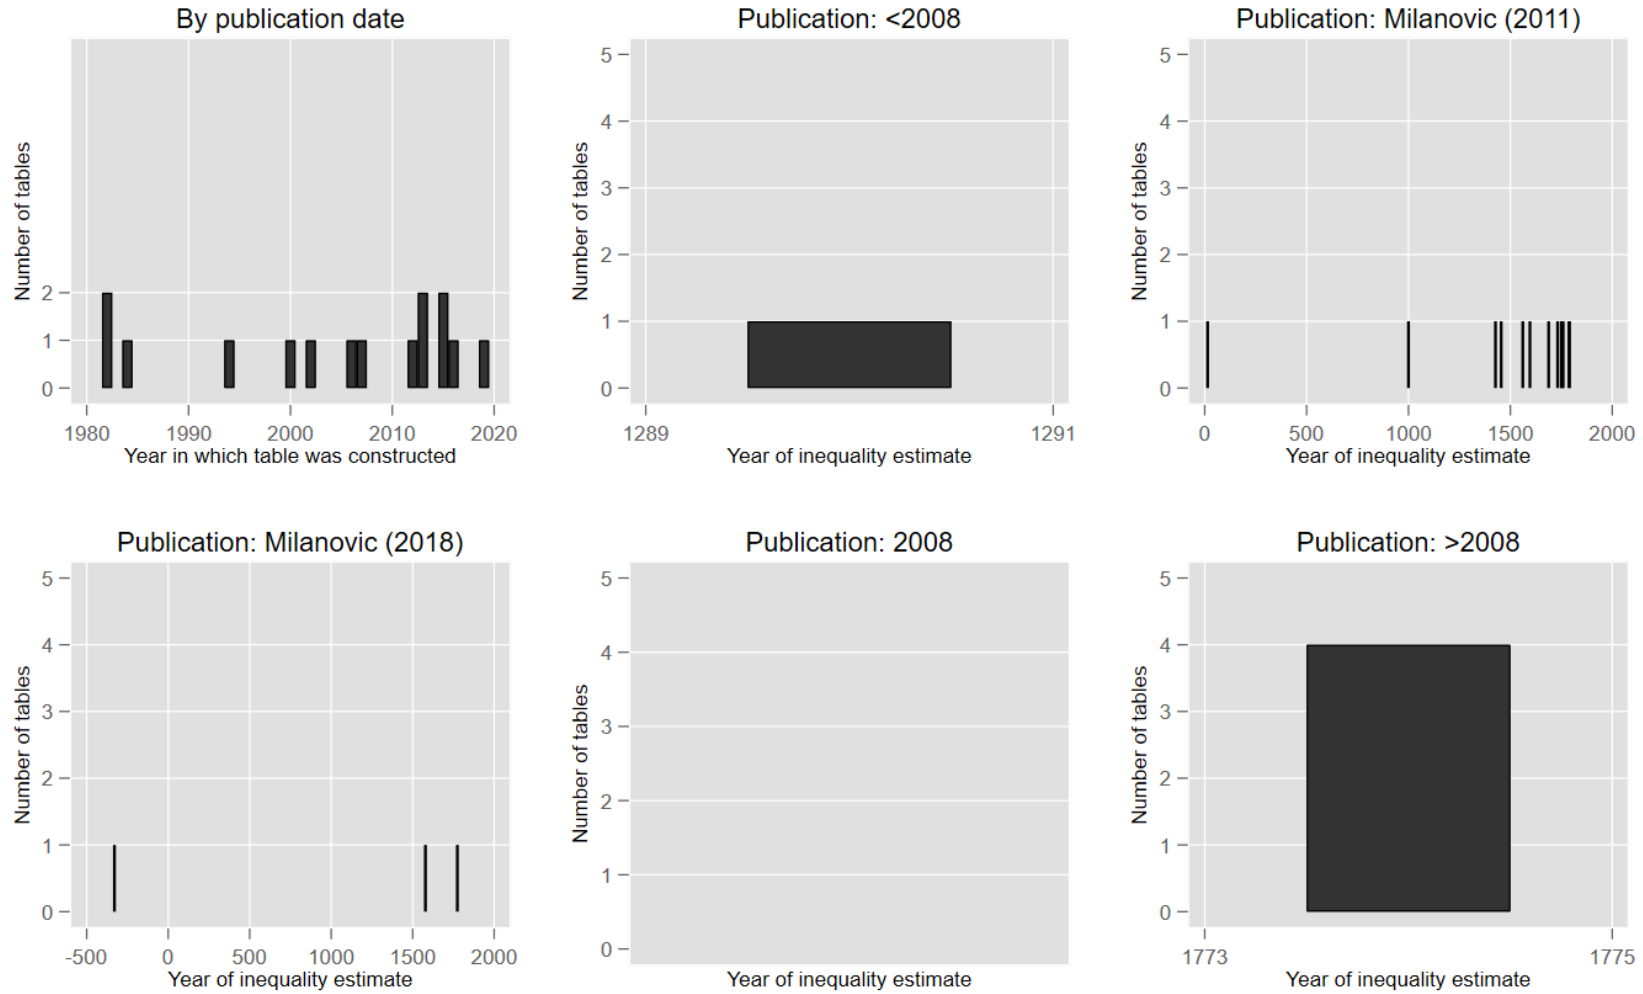 By publication date
Number of tables
2
1
0
1980 1990 2000 2010 2020
Year in which table was constructed
Publication: <2008
Number of tables
5
4
3
2
1
0
1289 1291
Year of inequality estimate
Publication: Milanovic (2011)
Number of tables
5
4
3
2
1
0
0 500 1000 1500 2000
Year of inequality estimate
Publication: Milanovic (2018)
Number of tables
5
4
3
2
1
0
-500 0 500 1000 1500 2000
Year of inequality estimate
Publication: 2008
Number of tables
5
4
3
2
1
0
Year of inequality estimate
Publication: >2008
Number of tables
5
4
3
2
1
0
1773 1775
Year of inequality estimate